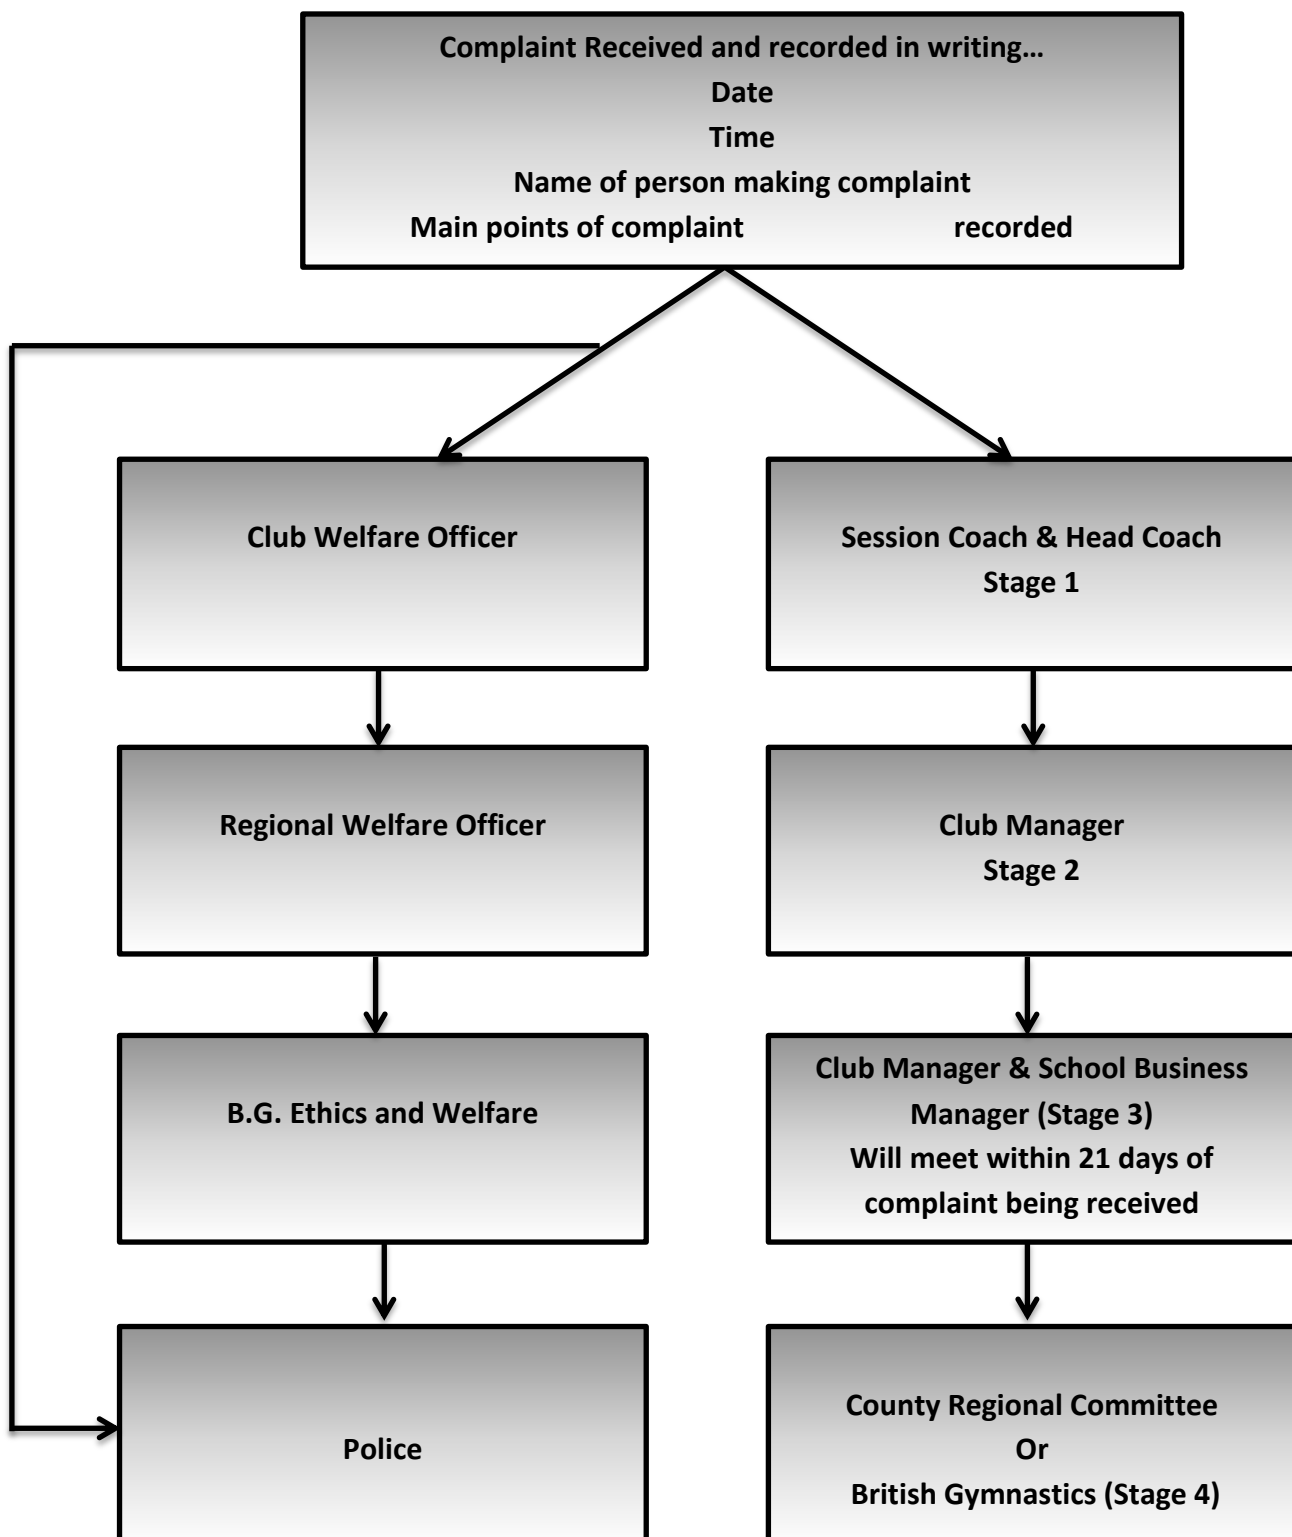 Complaint Received and recorded in writing…
Date
Time
Name of person making complaint
Main points of complaint recorded
Club Welfare Officer
Session Coach & Head Coach
Stage 1
Regional Welfare Officer
Club Manager
Stage 2
B.G. Ethics and Welfare
Club Manager & School Business
Manager (Stage 3)
Will meet within 21 days of
complaint being received
Police
County Regional Committee
Or
British Gymnastics (Stage 4)